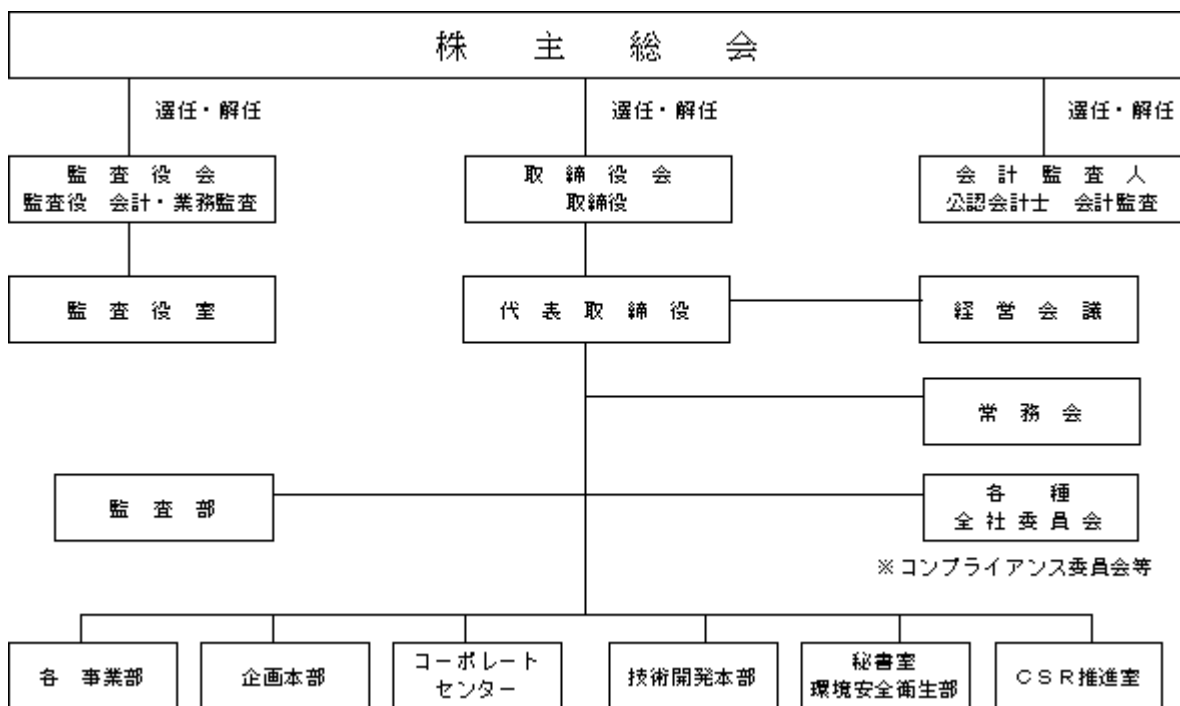 株　主　総　会
選任・解任
選任・解任
選任・解任
監　査　役　会
監査役　会計・業務監査
取　締　役　会
取締役
会　計　監　査　人
公認会計士　会計監査
監　査　役　室
代　表　取　締　役
経　営　会　議
常　務　会
監　査　部
各　種
全 社 委 員 会
※コンプライアンス委員会等
各　事業部
企画本部
コーポレート
センター
技術開発本部
秘書室
環境安全衛生部
ＣＳＲ推進室